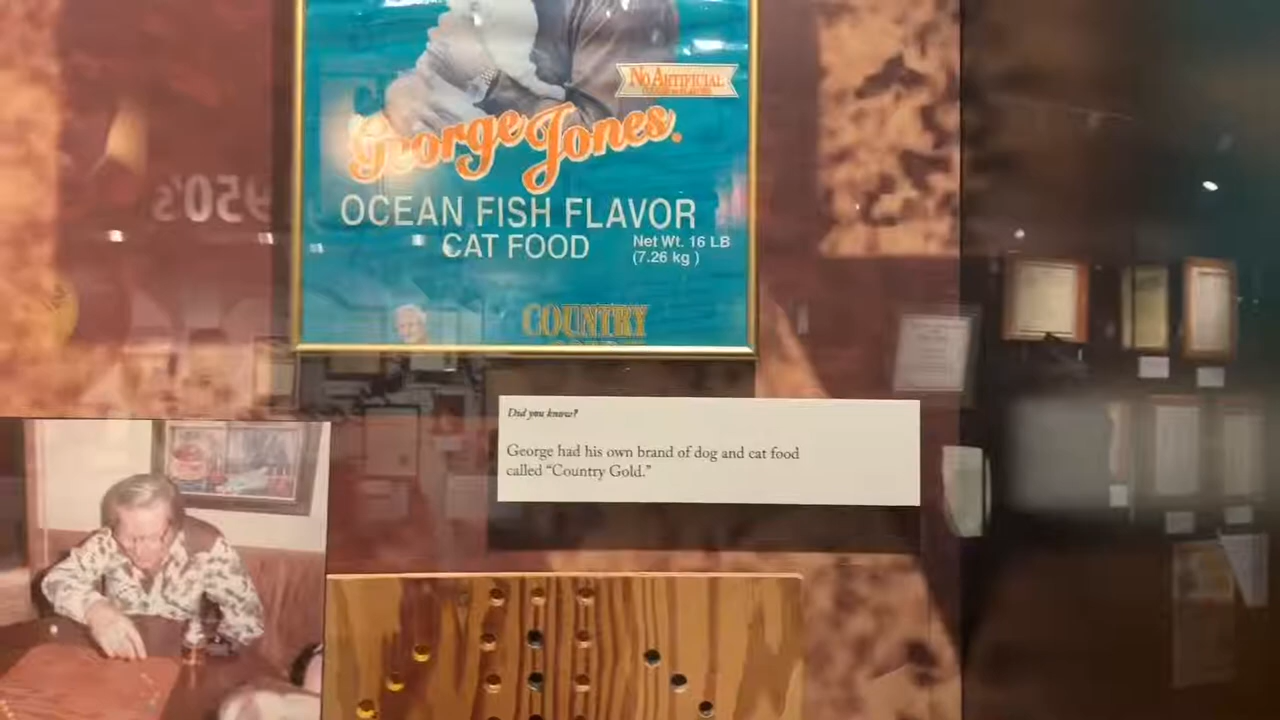 No Artificial
George Jones.
OCEAN FISH FLAVOR
CAT FOOD
Net Wt. 16 LB
(7.26 kg )
COUNTRY
Did you know?
George had his own brand of dog and cat food
called “Country Gold.”
950's